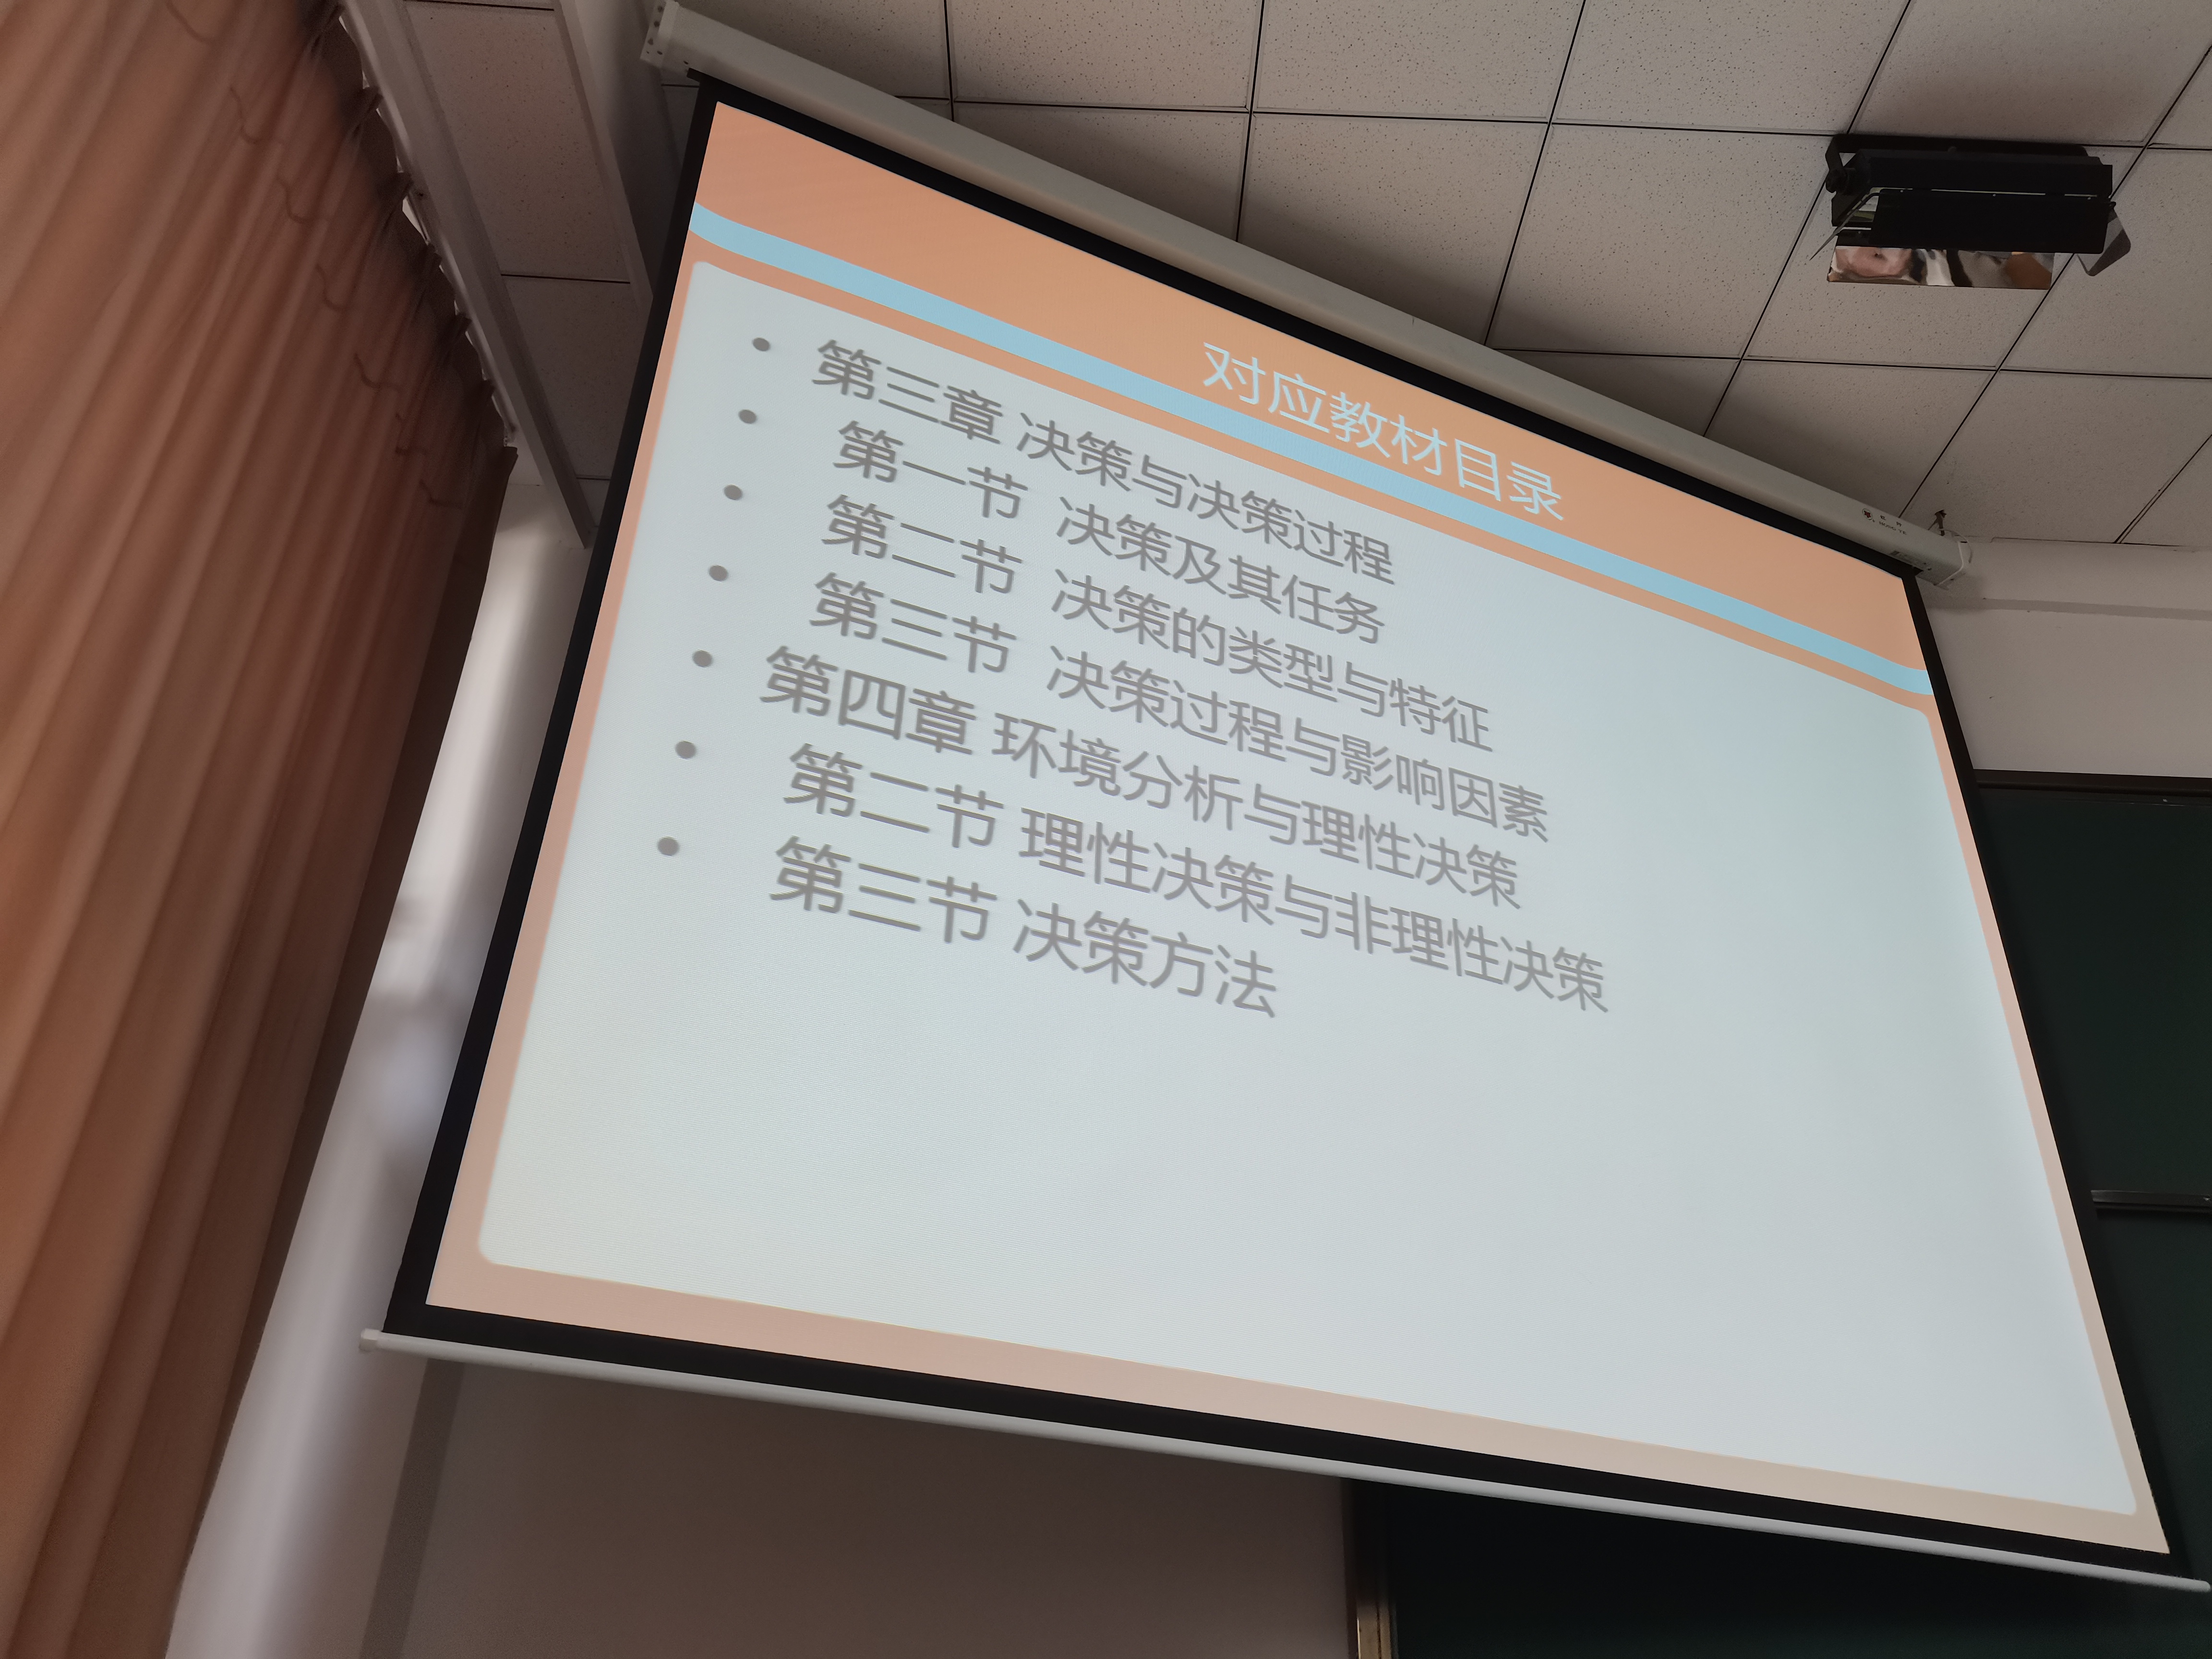 对应教材目录
• 第三章 决策与决策过程
• 第一节 决策及其任务
• 第二节 决策的类型与特征
• 第三节 决策过程与影响因素
• 第四章 环境分析与理性决策
• 第二节 理性决策与非理性决策
• 第三节 决策方法